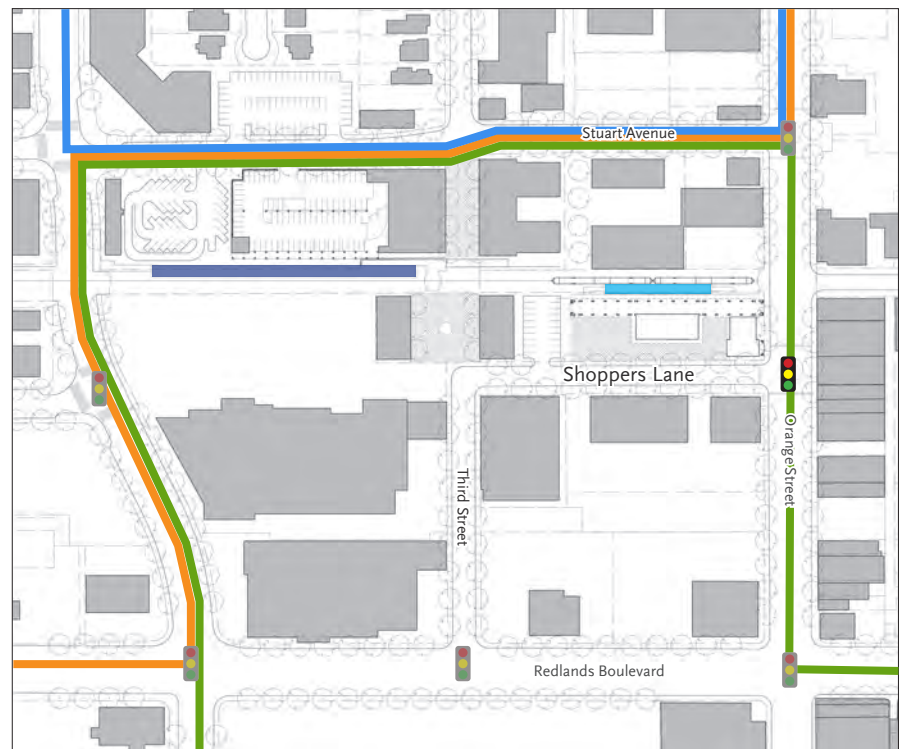 Stuart Avenue
Shoppers Lane
Orange Street
Third Street
Redlands Boulevard